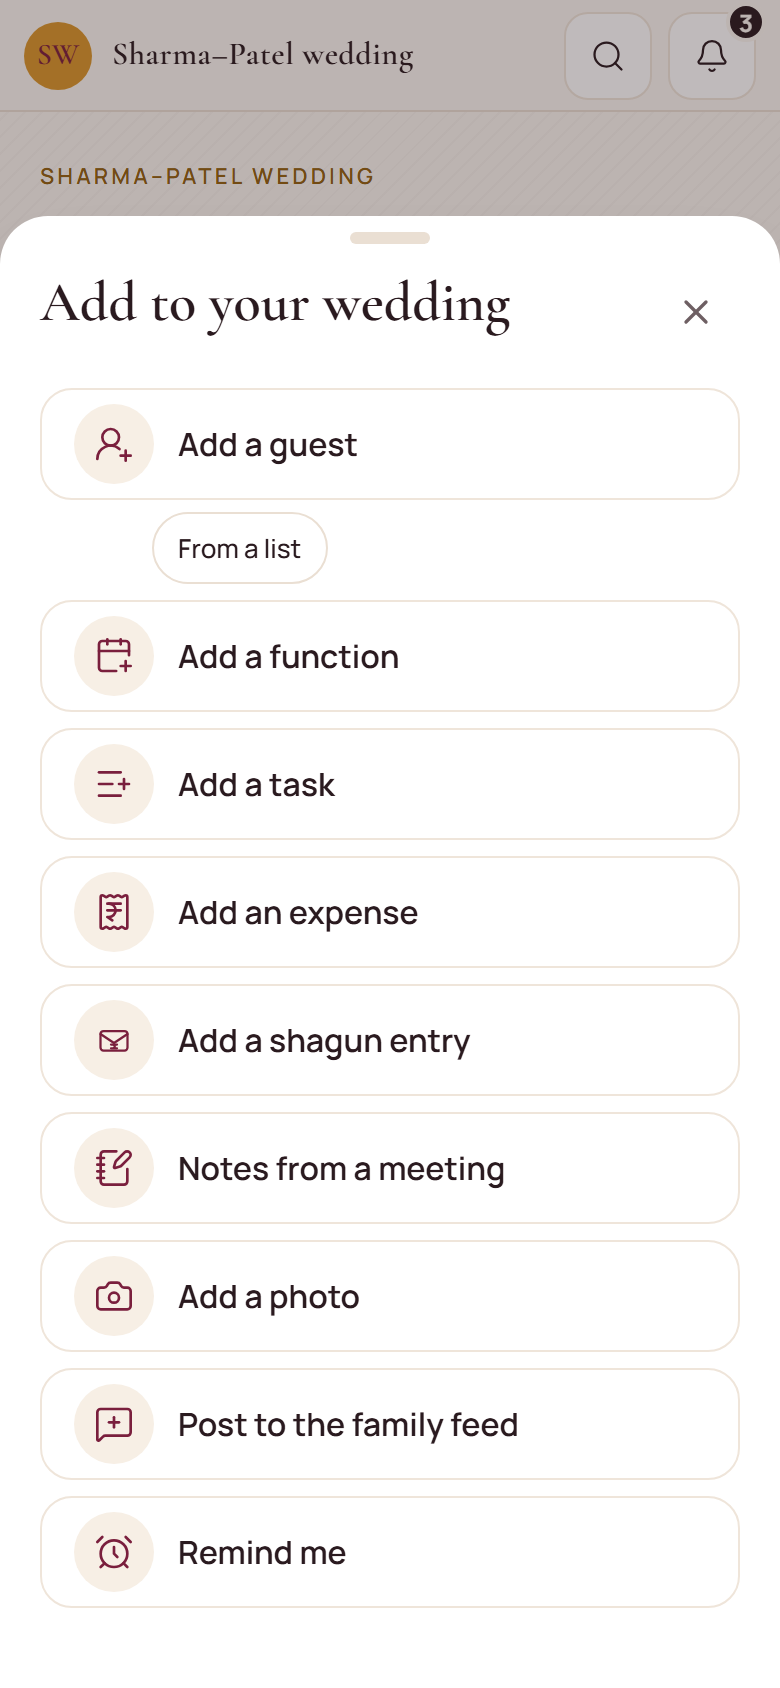 SW
Sharma–Patel wedding
3
SHARMA–PATEL WEDDING
Add to your wedding
Add a guest
From a list
Add a function
Add a task
₹
Add an expense
Add a shagun entry
Notes from a meeting
Add a photo
Post to the family feed
Remind me